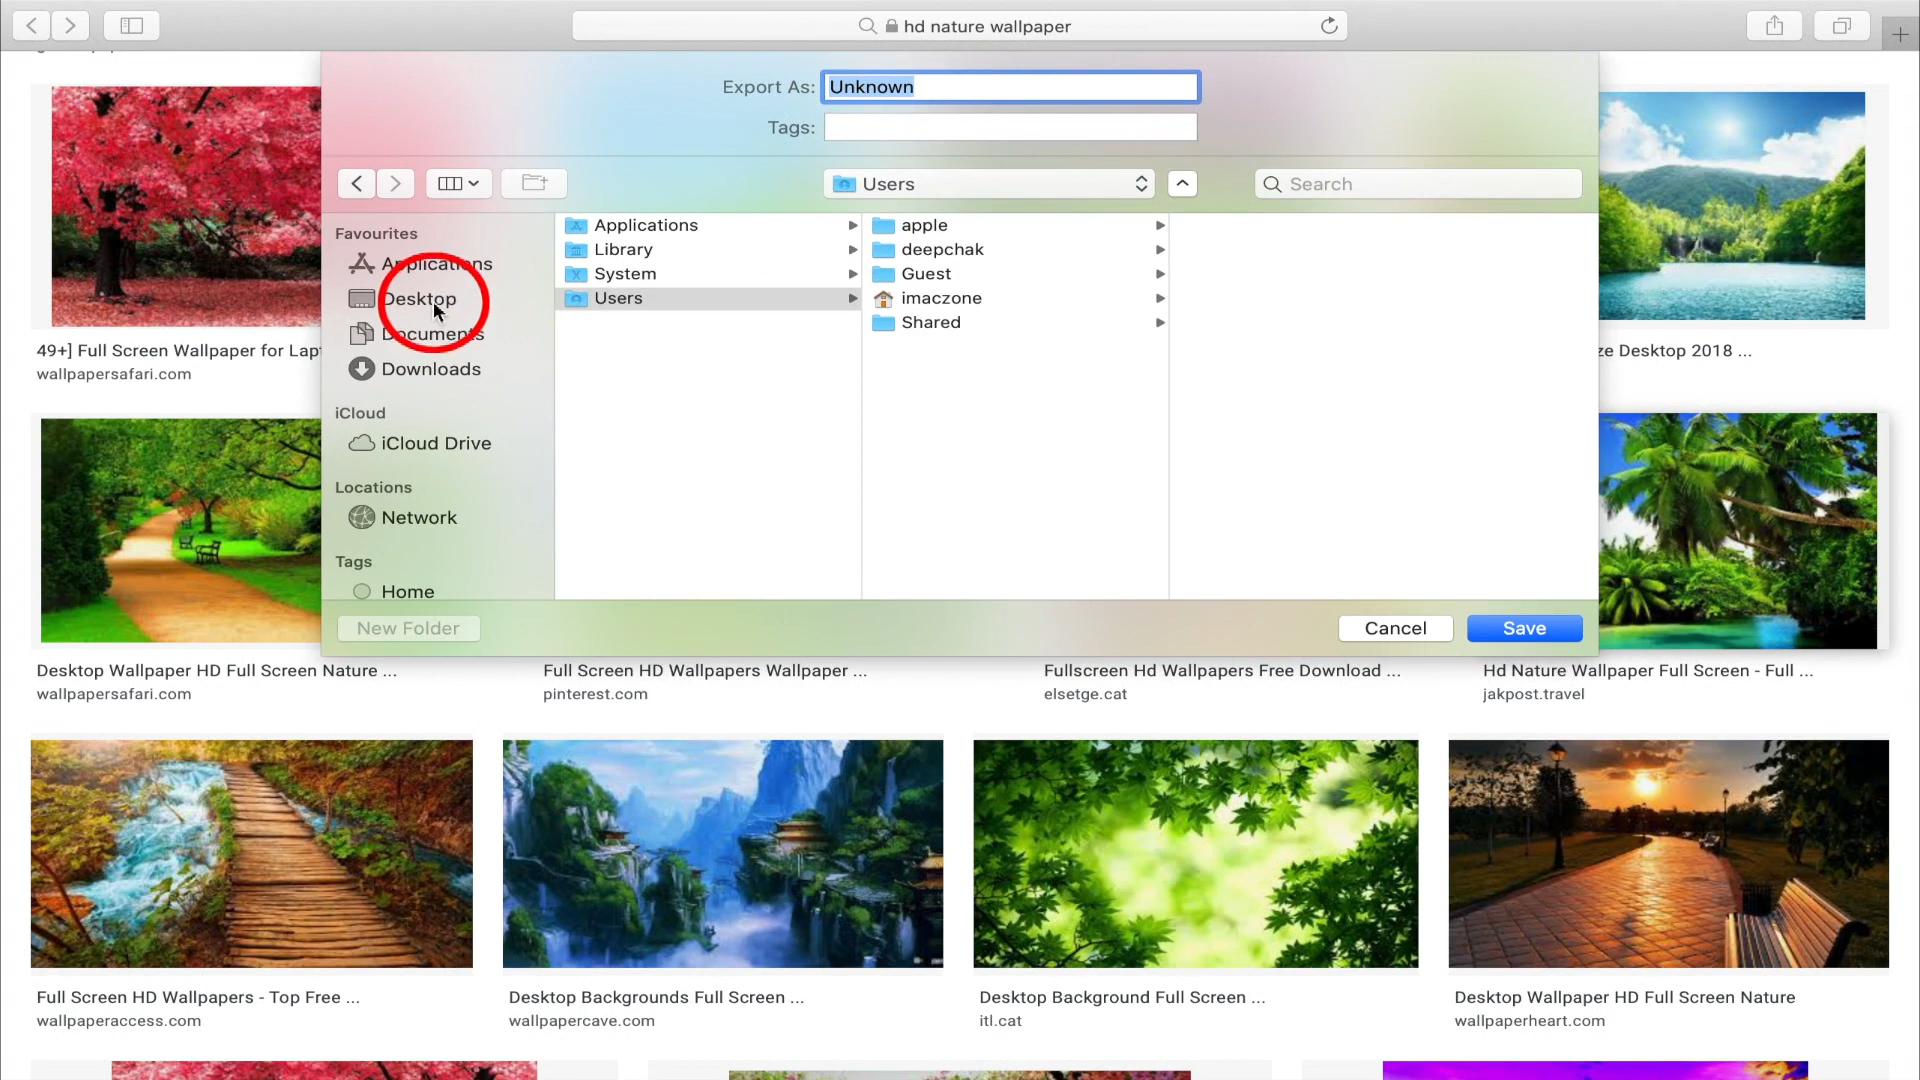 hd nature wallpaper
Export As: Unknown
Tags:
Users
Search
Favourites
Applications
Desktop
Documents
Downloads
iCloud
iCloud Drive
Locations
Network
Tags
Home
Applications
Library
System
Users
apple
deepchak
Guest
imaczone
Shared
New Folder
Cancel
Save
49+] Full Screen Wallpaper for Lap
wallpapersafari.com
ze Desktop 2018 ...
Desktop Wallpaper HD Full Screen Nature ...
wallpapersafari.com
Full Screen HD Wallpapers Wallpaper ...
pinterest.com
Fullscreen Hd Wallpapers Free Download ...
elsetge.cat
Hd Nature Wallpaper Full Screen - Full ...
jakpost.travel
Full Screen HD Wallpapers - Top Free ...
wallpaperaccess.com
Desktop Backgrounds Full Screen ...
wallpapercave.com
Desktop Background Full Screen ...
itl.cat
Desktop Wallpaper HD Full Screen Nature
wallpaperheart.com